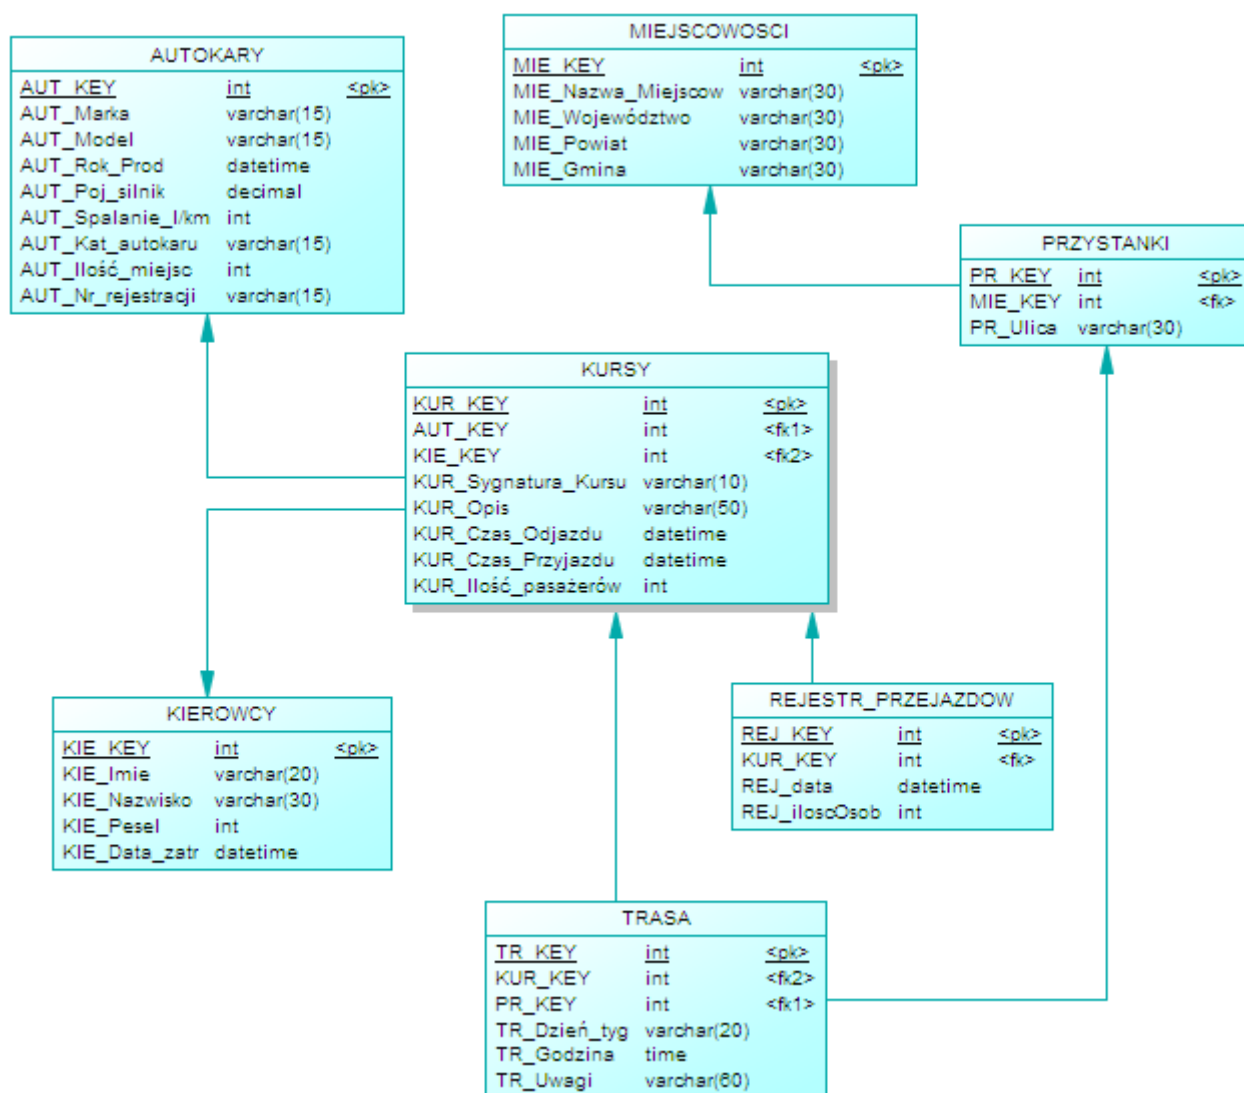 AUTOKARY
AUT_KEY int <pk>
AUT_Marka varchar(15)
AUT_Model varchar(15)
AUT_Rok_Prod datetime
AUT_Poj_silnik decimal
AUT_Spalanie_l/km int
AUT_Kat_autokaru varchar(15)
AUT_Ilość_miejsc int
AUT_Nr_rejestracji varchar(15)
MIEJSCOWOSCI
MIE_KEY int <pk>
MIE_Nazwa_Miejscow varchar(30)
MIE_Województwo varchar(30)
MIE_Powiat varchar(30)
MIE_Gmina varchar(30)
PRZYSTANKI
PR_KEY int <pk>
MIE_KEY int <fk>
PR_Ulica varchar(30)
KURSY
KUR_KEY int <pk>
AUT_KEY int <fk1>
KIE_KEY int <fk2>
KUR_Sygnatura_Kursu varchar(10)
KUR_Opis varchar(50)
KUR_Czas_Odjazdu datetime
KUR_Czas_Przyjazdu datetime
KUR_Ilość_pasażerów int
KIEROWCY
KIE_KEY int <pk>
KIE_Imie varchar(20)
KIE_Nazwisko varchar(30)
KIE_Pesel int
KIE_Data_zatr datetime
REJESTR_PRZEJAZDOW
REJ_KEY int <pk>
KUR_KEY int <fk>
REJ_data datetime
REJ_iloscOsob int
TRASA
TR_KEY int <pk>
KUR_KEY int <fk2>
PR_KEY int <fk1>
TR_Dzień_tyg varchar(20)
TR_Godzina time
TR_Uwagi varchar(60)